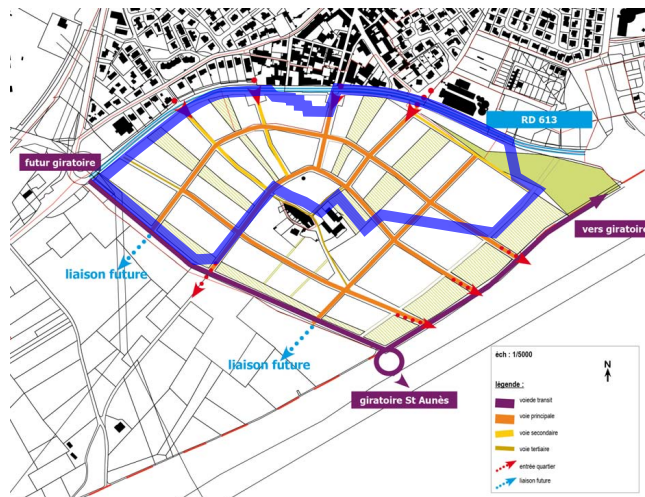 RD 613
futur giratoire
vers giratoire
liaison future
liaison future
giratoire St Aunès
éch : 1/5000
N
légende :
voiede transit
voie principale
voie secondaire
voie tertiaire
entrée quartier
liaison future